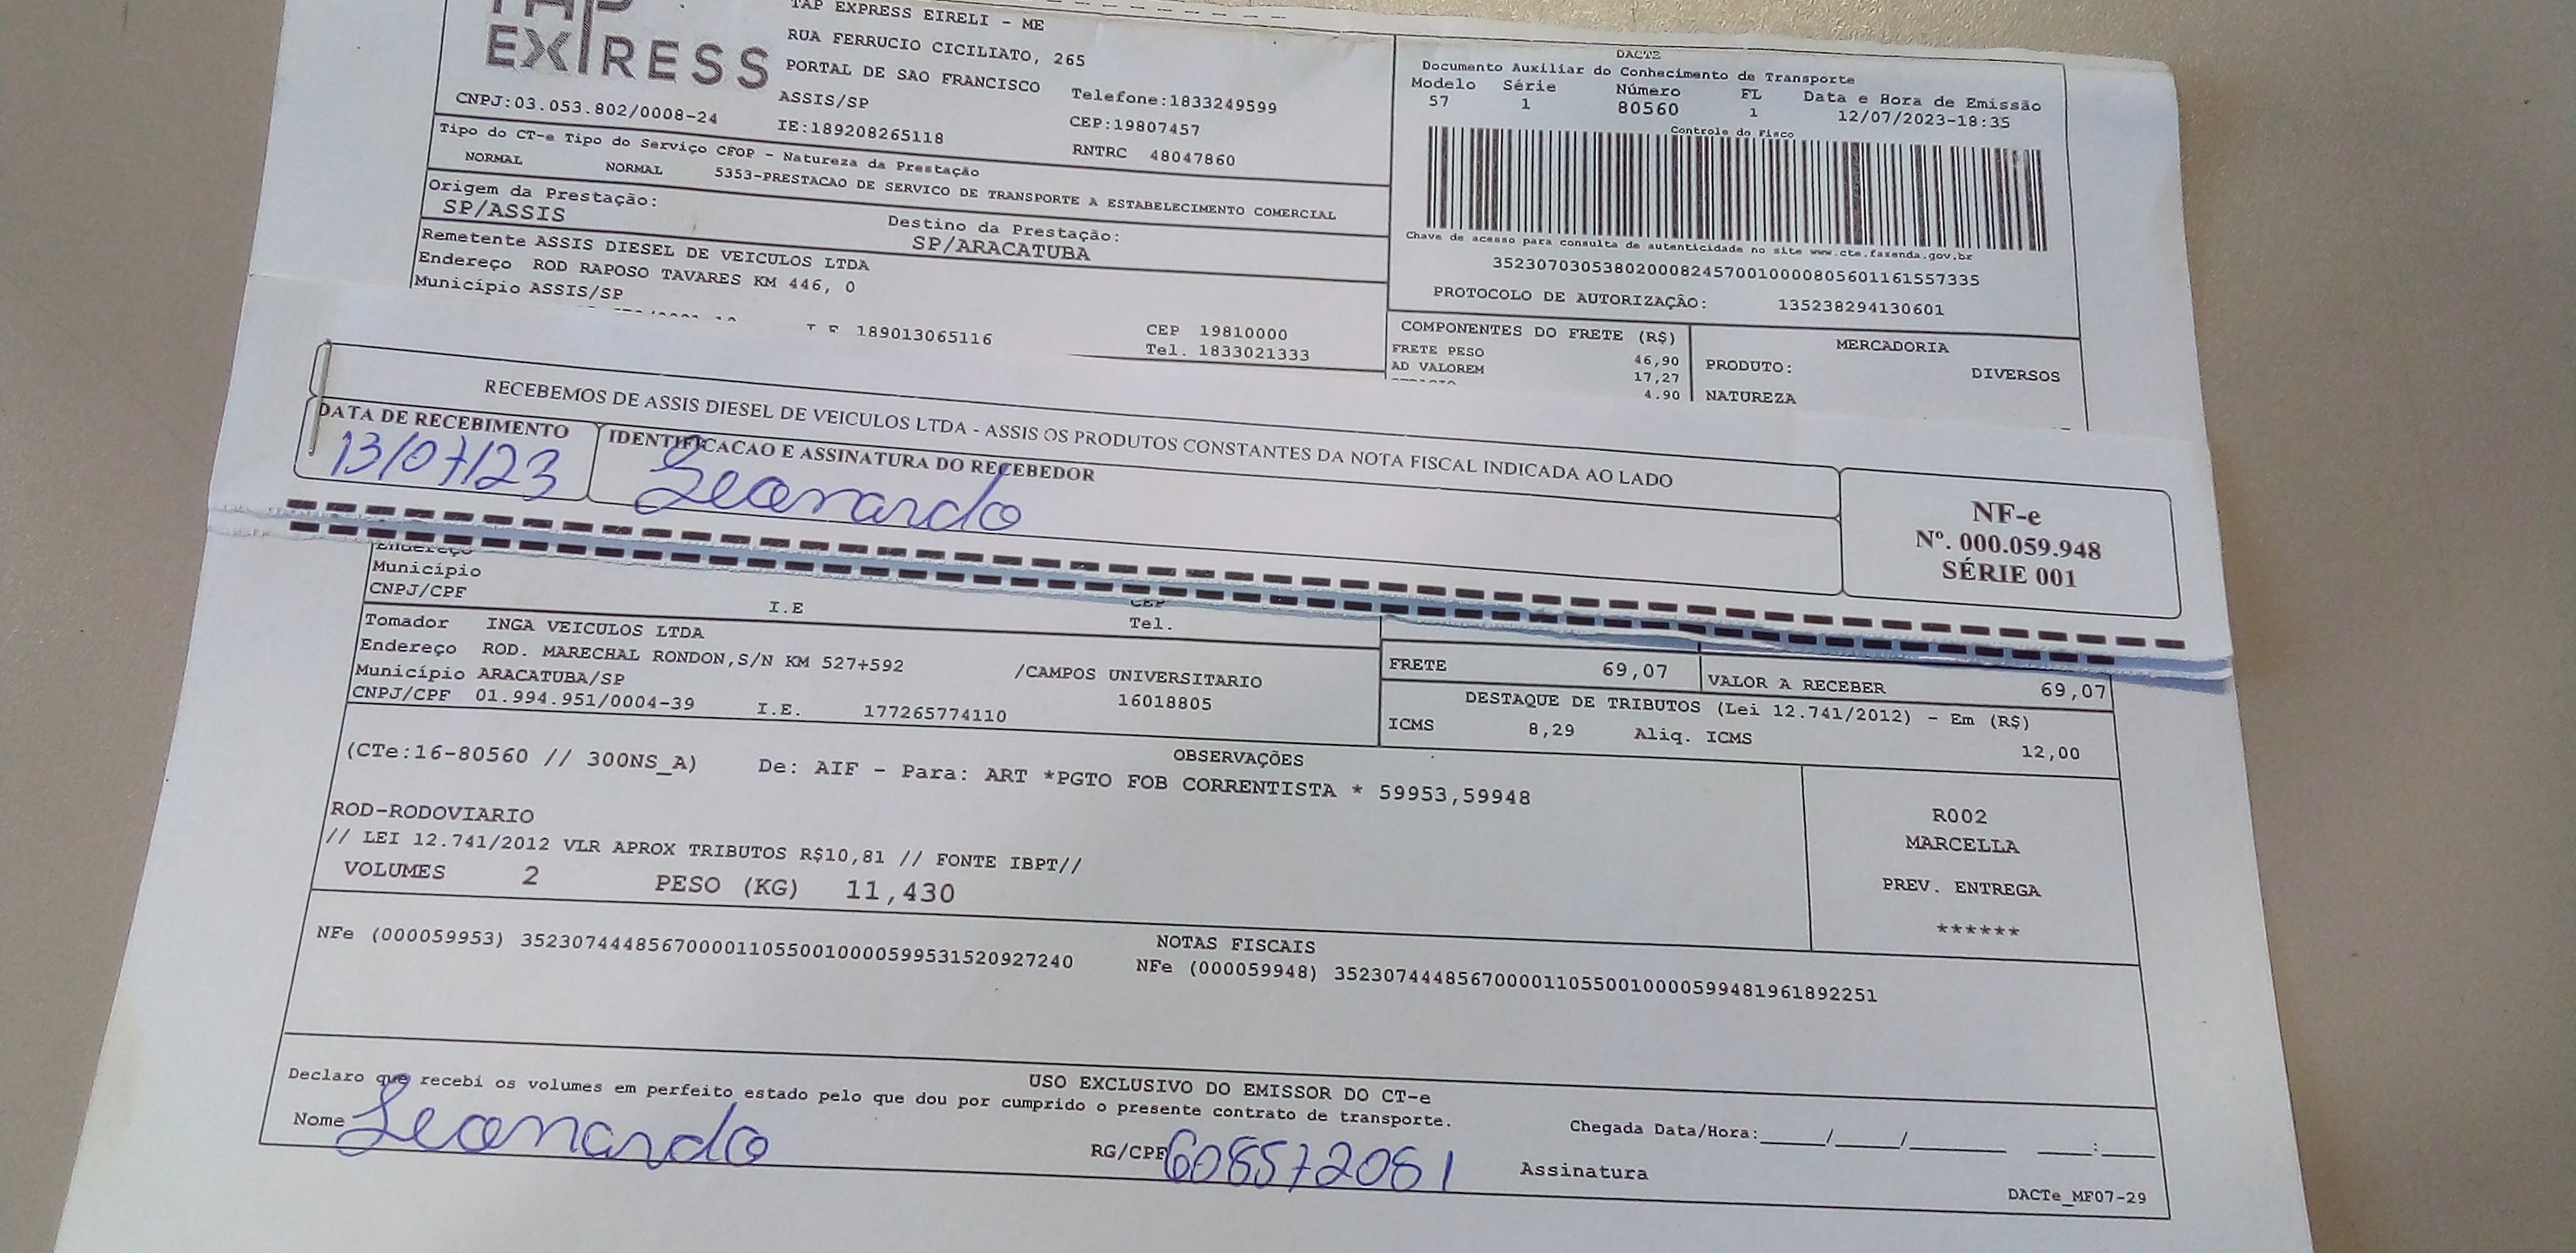 TAP
EXPRESS
CNPJ:03.053.802/0008-24
TAP EXPRESS EIRELI - ME
RUA FERRUCIO CICILIATO, 265
PORTAL DE SAO FRANCISCO
ASSIS/SP
IE:189208265118
Telefone:1833249599
CEP:19807457
RNTRC 48047860
DACTE
Documento Auxiliar do Conhecimento de Transporte
Modelo Série Número FL Data e Hora de Emissão
57 1 80560 1 12/07/2023-18:35
Controle do Fisco
Chave de acesso para consulta de autenticidade no site www.cte.fazenda.gov.br
35230703053802000824570010000805601161557335
PROTOCOLO DE AUTORIZAÇÃO: 135238294130601
Tipo do CT-e Tipo do Serviço CFOP - Natureza da Prestação
NORMAL NORMAL 5353-PRESTACAO DE SERVICO DE TRANSPORTE A ESTABELECIMENTO COMERCIAL
Origem da Prestação:
SP/ASSIS
Destino da Prestação:
SP/ARACATUBA
Remetente ASSIS DIESEL DE VEICULOS LTDA
Endereço ROD RAPOSO TAVARES KM 446, 0
Município ASSIS/SP
189013065116
CEP 19810000
Tel. 1833021333
COMPONENTES DO FRETE (R$)
FRETE PESO 46,90
AD VALOREM 17,27
4.90
MERCADORIA
PRODUTO: DIVERSOS
NATUREZA
RECEBEMOS DE ASSIS DIESEL DE VEICULOS LTDA - ASSIS OS PRODUTOS CONSTANTES DA NOTA FISCAL INDICADA AO LADO
DATA DE RECEBIMENTO
13/07/23
IDENTIFICACAO E ASSINATURA DO RECEBEDOR
Leonardo
NF-e
Nº. 000.059.948
SÉRIE 001
Endereço
Município
CNPJ/CPF
I.E
CEP
Tel.
Tomador INGA VEICULOS LTDA
Endereço ROD. MARECHAL RONDON,S/N KM 527+592 /CAMPOS UNIVERSITARIO
Município ARACATUBA/SP 16018805
CNPJ/CPF 01.994.951/0004-39 I.E. 177265774110
FRETE 69,07
VALOR A RECEBER 69,07
DESTAQUE DE TRIBUTOS (Lei 12.741/2012) - Em (R$)
ICMS 8,29 Aliq. ICMS 12,00
OBSERVAÇÕES
(CTe:16-80560 // 300NS_A) De: AIF - Para: ART *PGTO FOB CORRENTISTA * 59953,59948
ROD-RODOVIARIO
// LEI 12.741/2012 VLR APROX TRIBUTOS R$10,81 // FONTE IBPT//
VOLUMES 2 PESO (KG) 11,430
R002
MARCELLA
PREV. ENTREGA
******
NOTAS FISCAIS
NFe (000059953) 35230744485670000110550010000599531520927240
NFe (000059948) 35230744485670000110550010000599481961892251
USO EXCLUSIVO DO EMISSOR DO CT-e
Declaro que recebi os volumes em perfeito estado pelo que dou por cumprido o presente contrato de transporte.
Nome Leonardo
RG/CPF 608572081
Chegada Data/Hora:_____/_____/_______ ____:____
Assinatura
DACTe_MF07-29